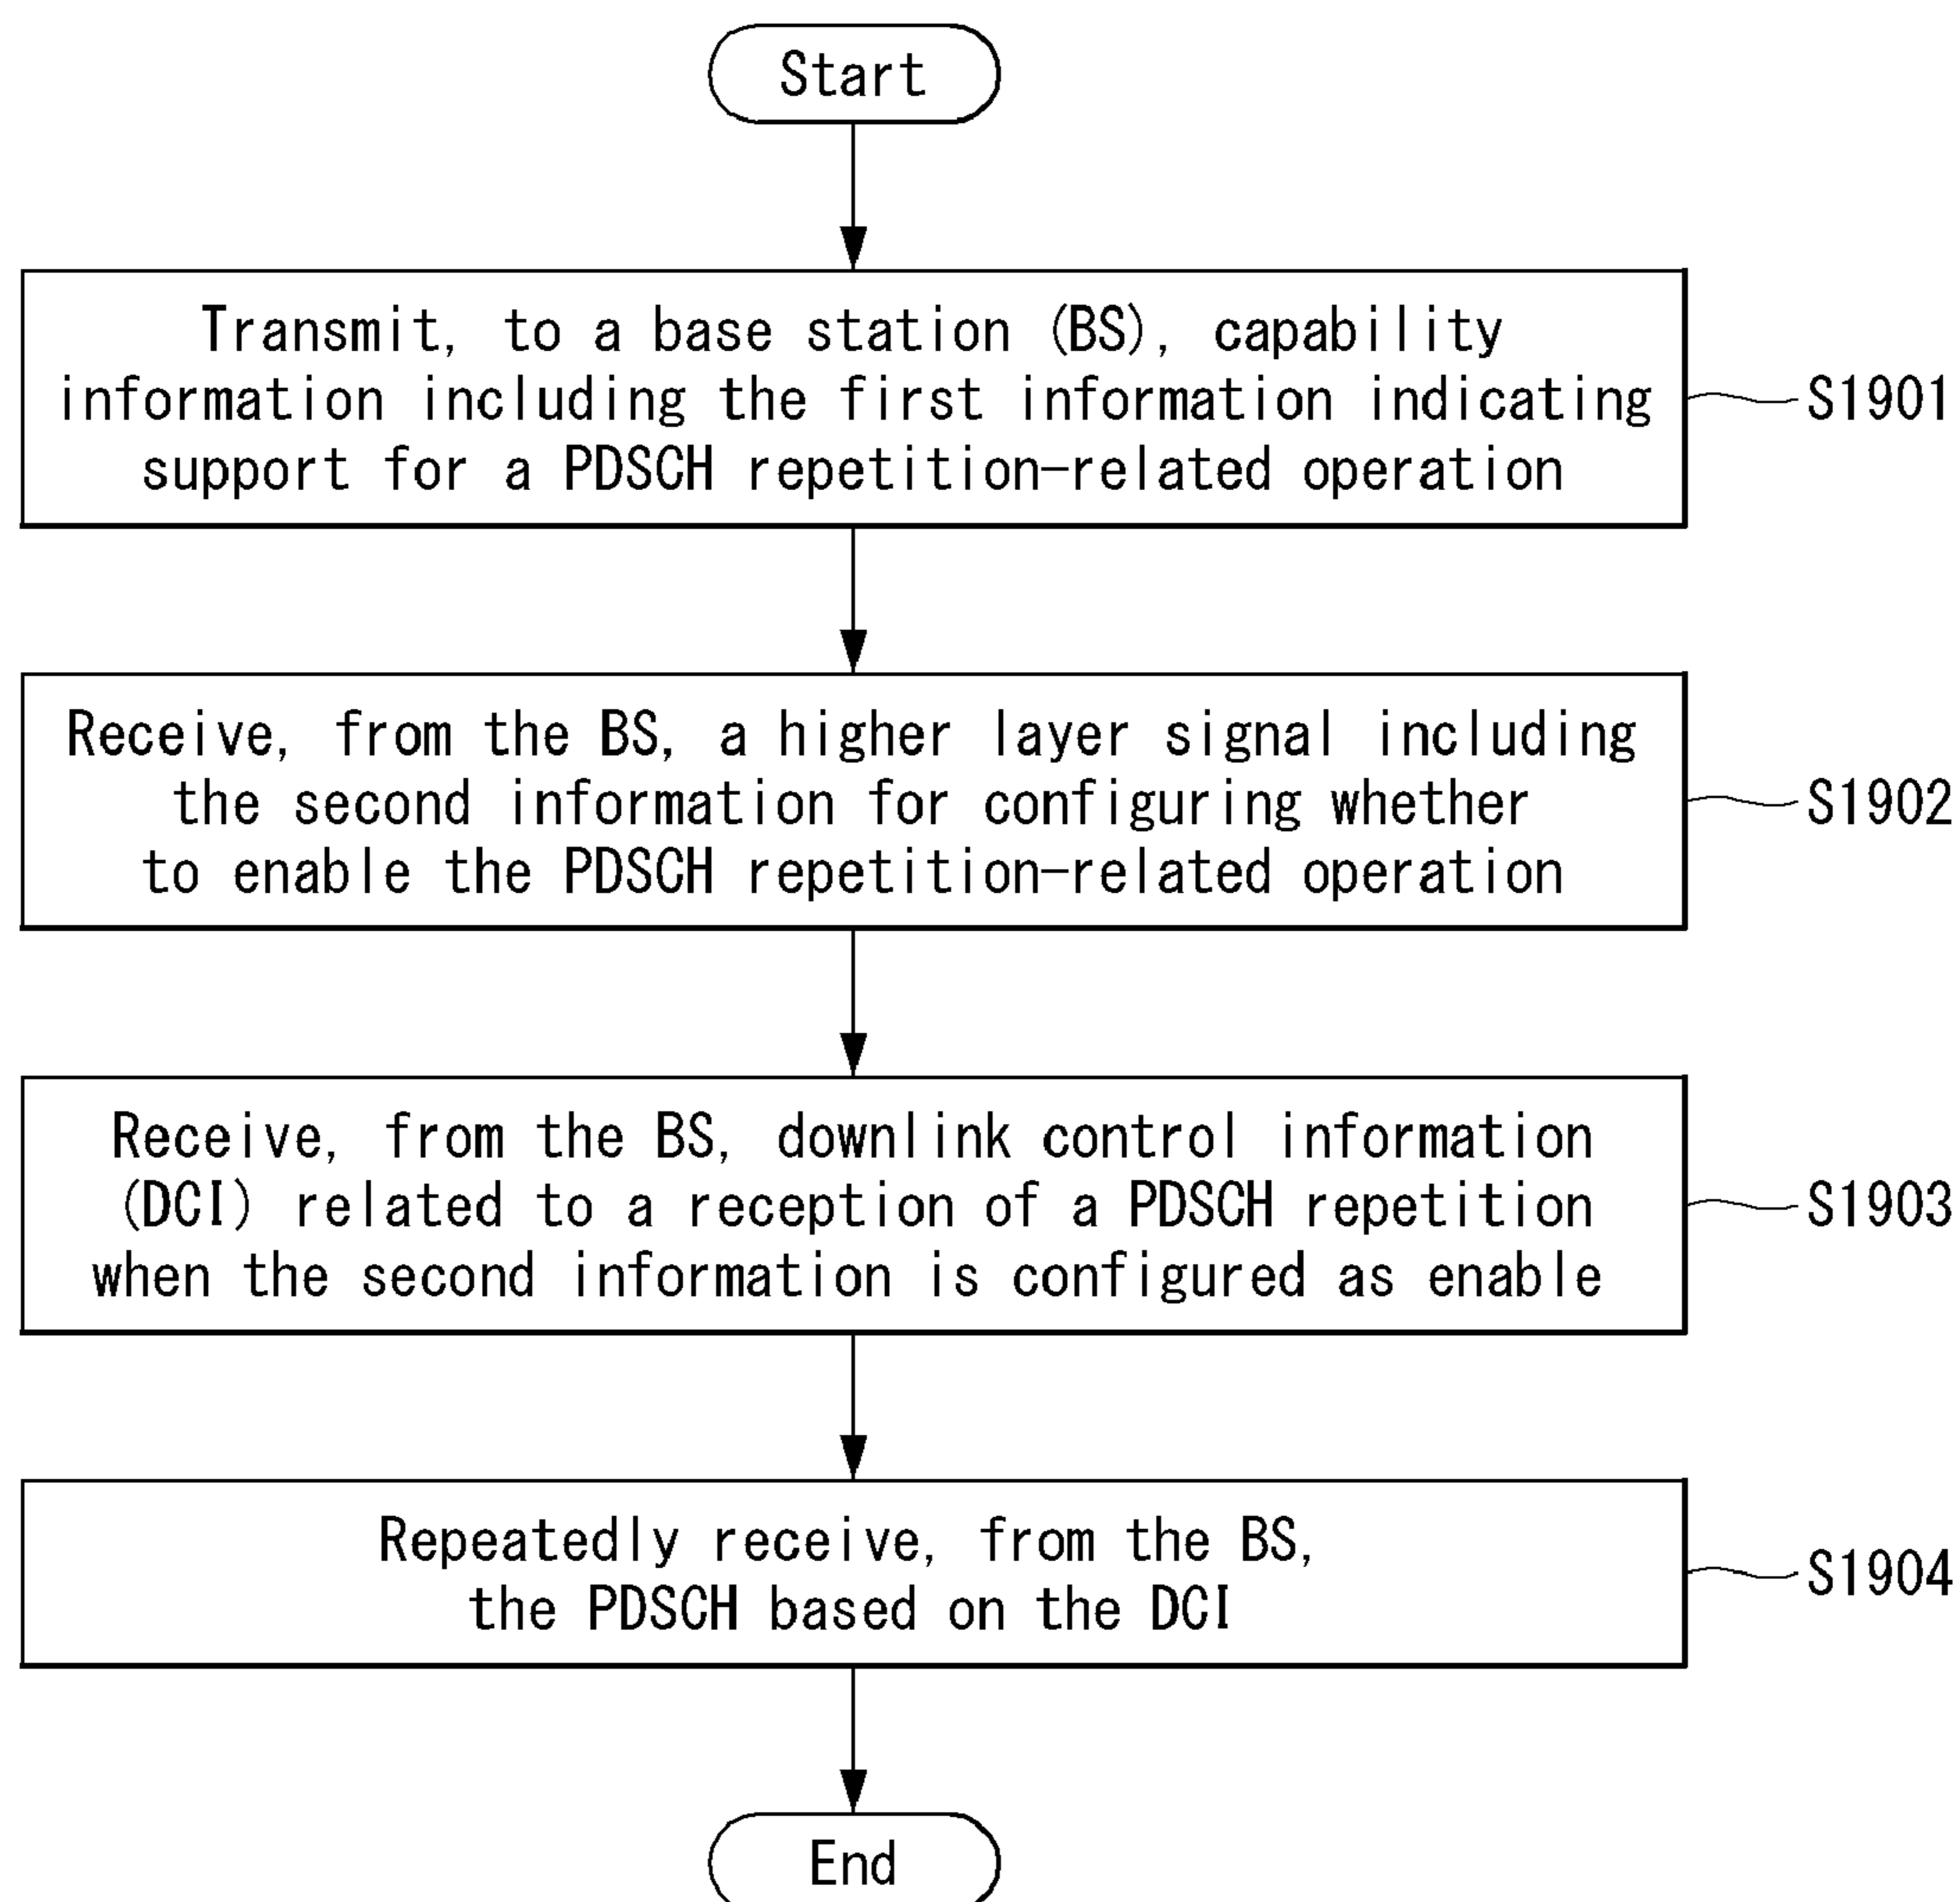 Start
Transmit, to a base station (BS), capability
information including the first information indicating
support for a PDSCH repetition-related operation
S1901
Receive, from the BS, a higher layer signal including
the second information for configuring whether
to enable the PDSCH repetition-related operation
S1902
Receive, from the BS, downlink control information
(DCI) related to a reception of a PDSCH repetition
when the second information is configured as enable
S1903
Repeatedly receive, from the BS,
the PDSCH based on the DCI
S1904
End